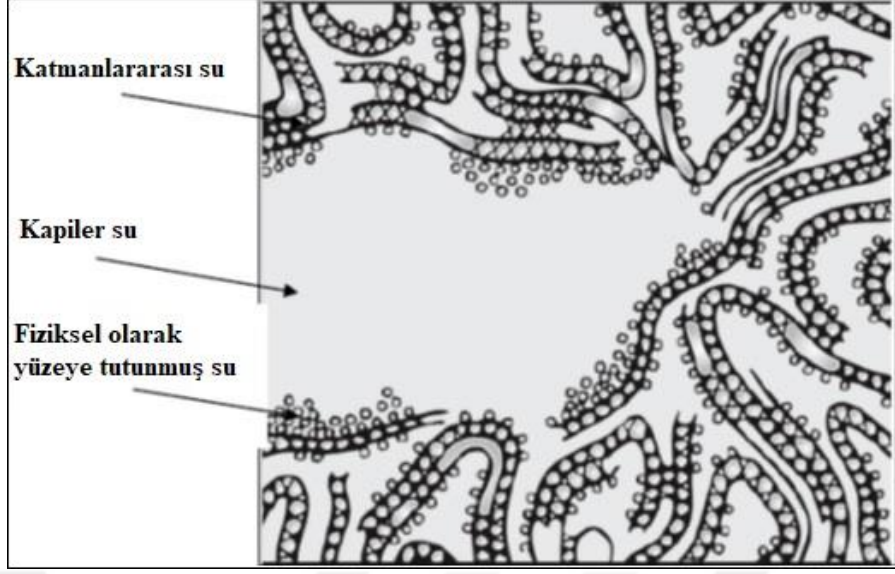 Katmanlararası su
Kapiler su
Fiziksel olarak
yüzeye tutunmuş su